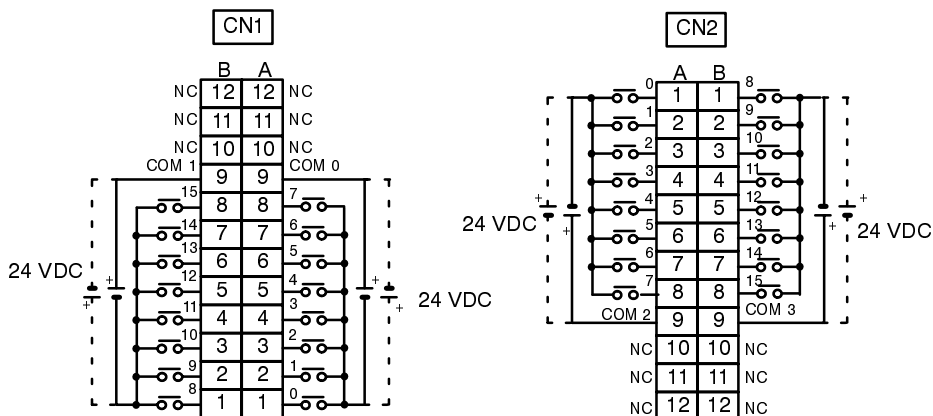 CN1
B A
NC 12 12 NC
NC 11 11 NC
NC 10 10 NC
COM 1 9 9 COM 0
15 8 8 7
14 7 7 6
13 6 6 5
12 5 5 4
11 4 4 3
10 3 3 2
9 2 2 1
8 1 1 0
24 VDC
+
+
24 VDC
+
+
CN2
A B
0 1 1 8
1 2 2 9
2 3 3 10
3 4 4 11
4 5 5 12
5 6 6 13
6 7 7 14
7 8 8 15
COM 2 9 9 COM 3
NC 10 10 NC
NC 11 11 NC
NC 12 12 NC
24 VDC
+
+
24 VDC
+
+